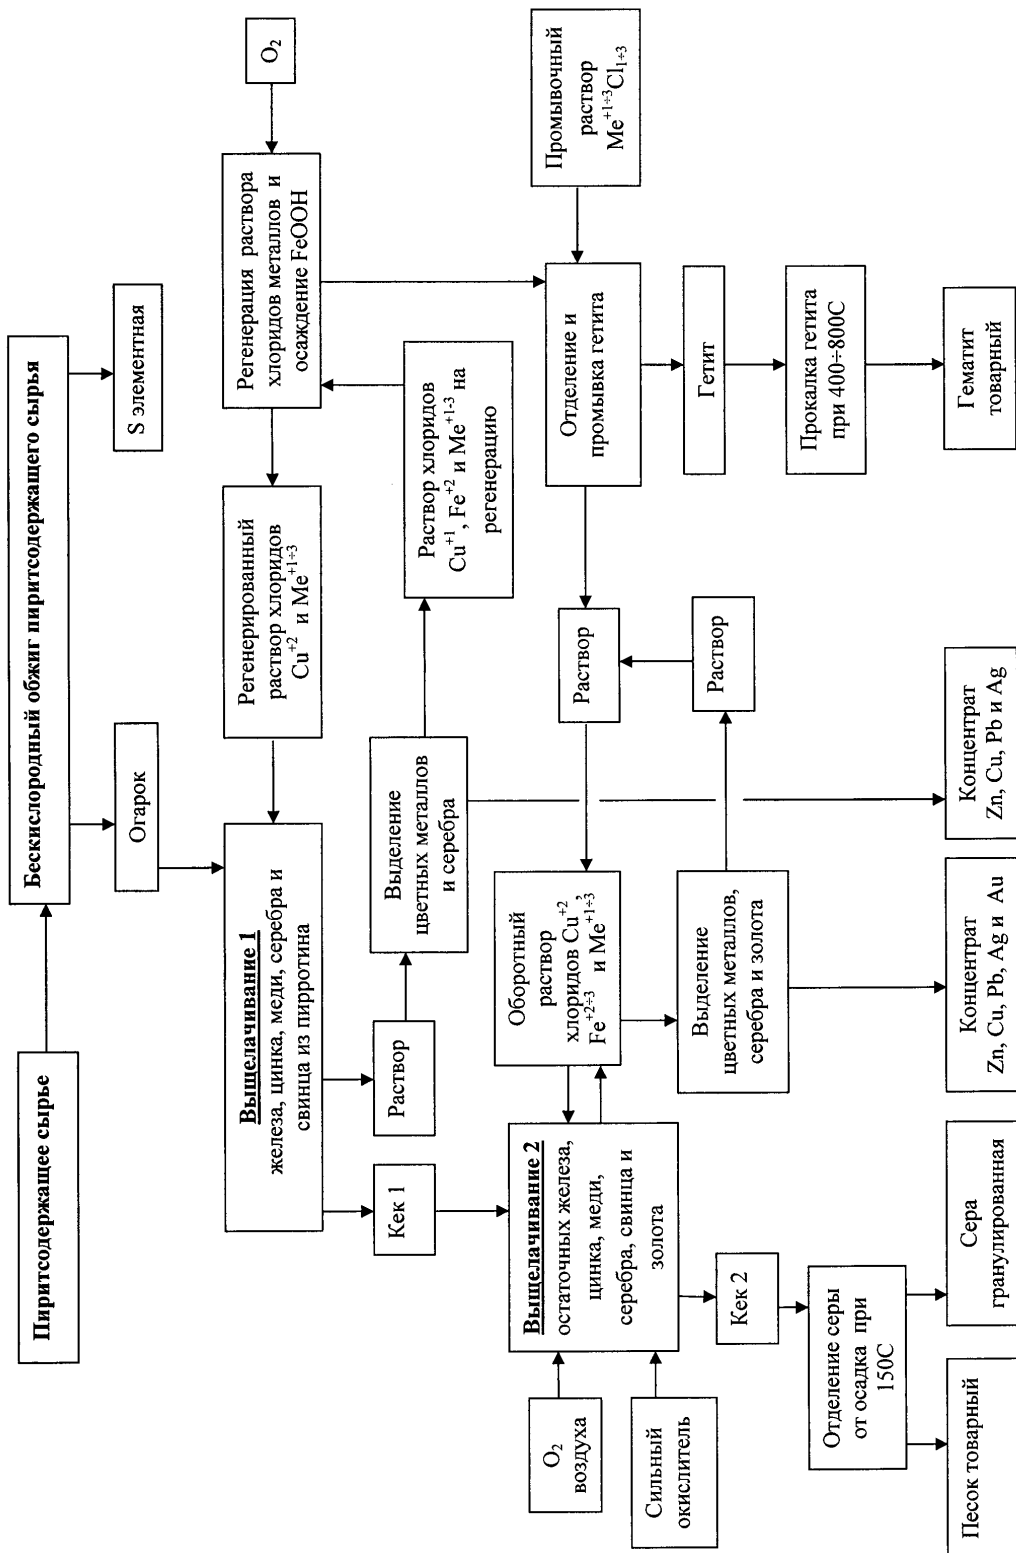 Пиритсодержащее сырье
Бескислородный обжиг пиритсодержащего сырья
Огарок
S элементная
Выщелачивание 1
железа, цинка, меди, серебра и
свинца из пирротина
Регенерированный
раствор хлоридов
Cu⁺² и Me⁺¹÷³
Регенерация раствора
хлоридов металлов и
осаждение FeOOH
O₂
Кек 1
Раствор
Выделение
цветных металлов
и серебра
Раствор хлоридов
Cu⁺¹, Fe⁺² и Me⁺¹⁻³ на
регенерацию
O₂
воздуха
Сильный
окислитель
Выщелачивание 2
остаточных железа,
цинка, меди,
серебра, свинца и
золота
Оборотный
раствор
хлоридов Cu⁺²,
Fe⁺²÷³ и Me⁺¹÷³
Раствор
Отделение и
промывка гетита
Промывочный
раствор
Me⁺¹÷³Cl₁÷₃
Кек 2
Выделение
цветных металлов,
серебра и золота
Раствор
Гетит
Отделение серы
от осадка при
150С
Прокалка гетита
при 400÷800С
Песок товарный
Сера
гранулированная
Концентрат
Zn, Cu, Pb, Ag и Au
Концентрат
Zn, Cu, Pb и Ag
Гематит
товарный